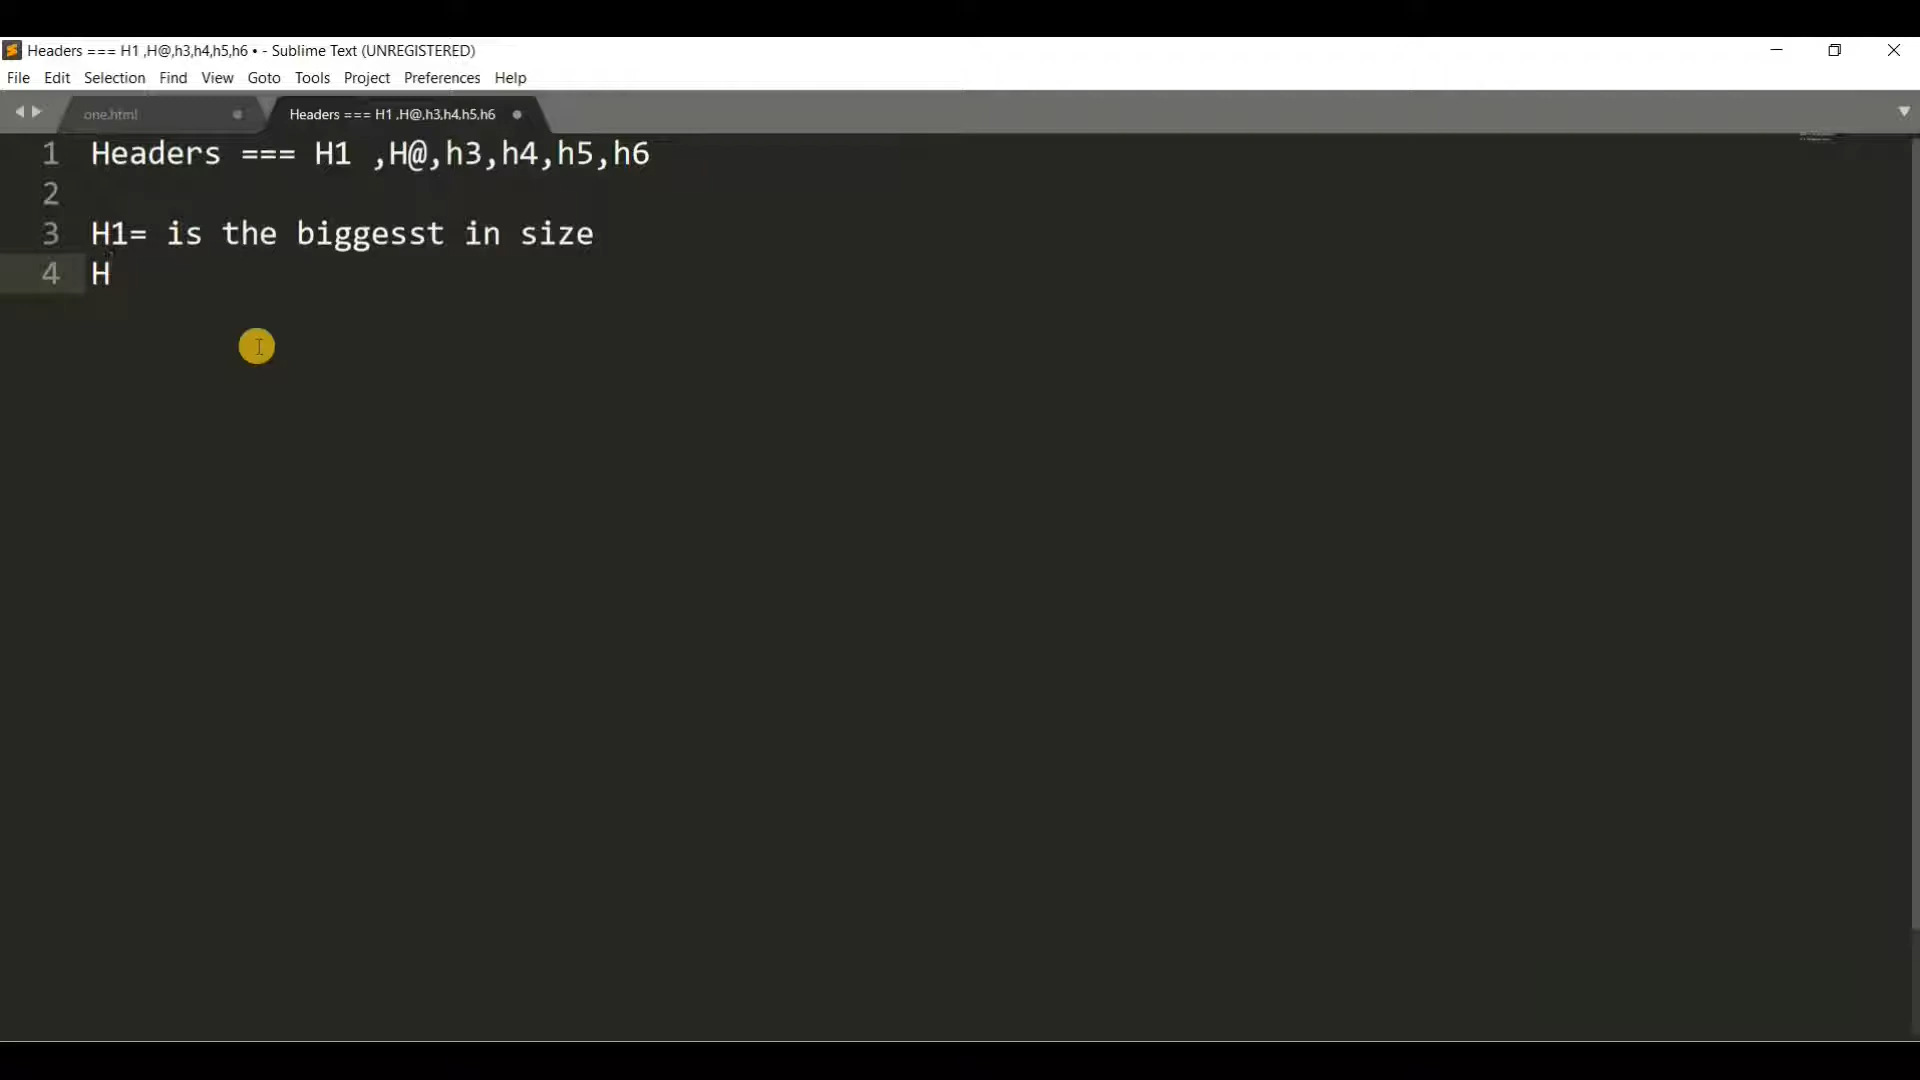 Headers === H1 ,H@,h3,h4,h5,h6 • - Sublime Text (UNREGISTERED)
File Edit Selection Find View Goto Tools Project Preferences Help
one.html Headers === H1 ,H@,h3,h4,h5,h6
1 Headers === H1 ,H@,h3,h4,h5,h6
2
3 H1= is the biggesst in size
4 H